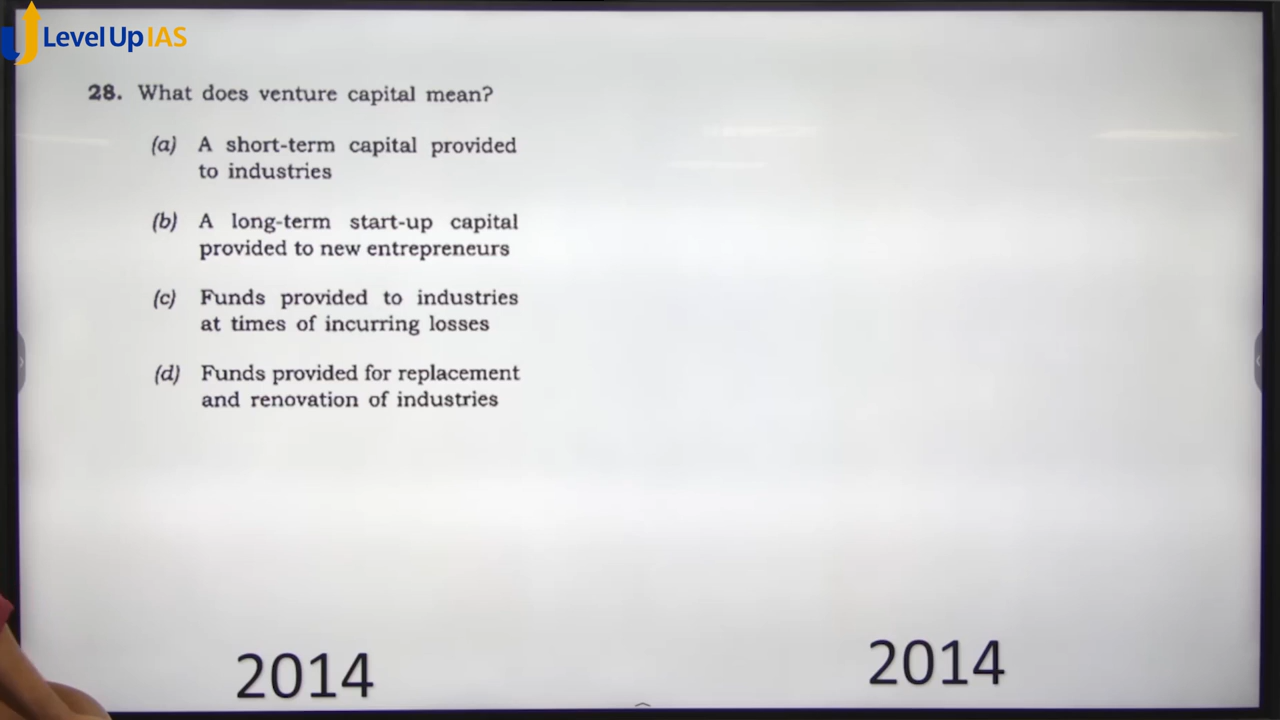 Level Up IAS
28. What does venture capital mean?
(a) A short-term capital provided
to industries
(b) A long-term start-up capital
provided to new entrepreneurs
(c) Funds provided to industries
at times of incurring losses
(d) Funds provided for replacement
and renovation of industries
2014
2014